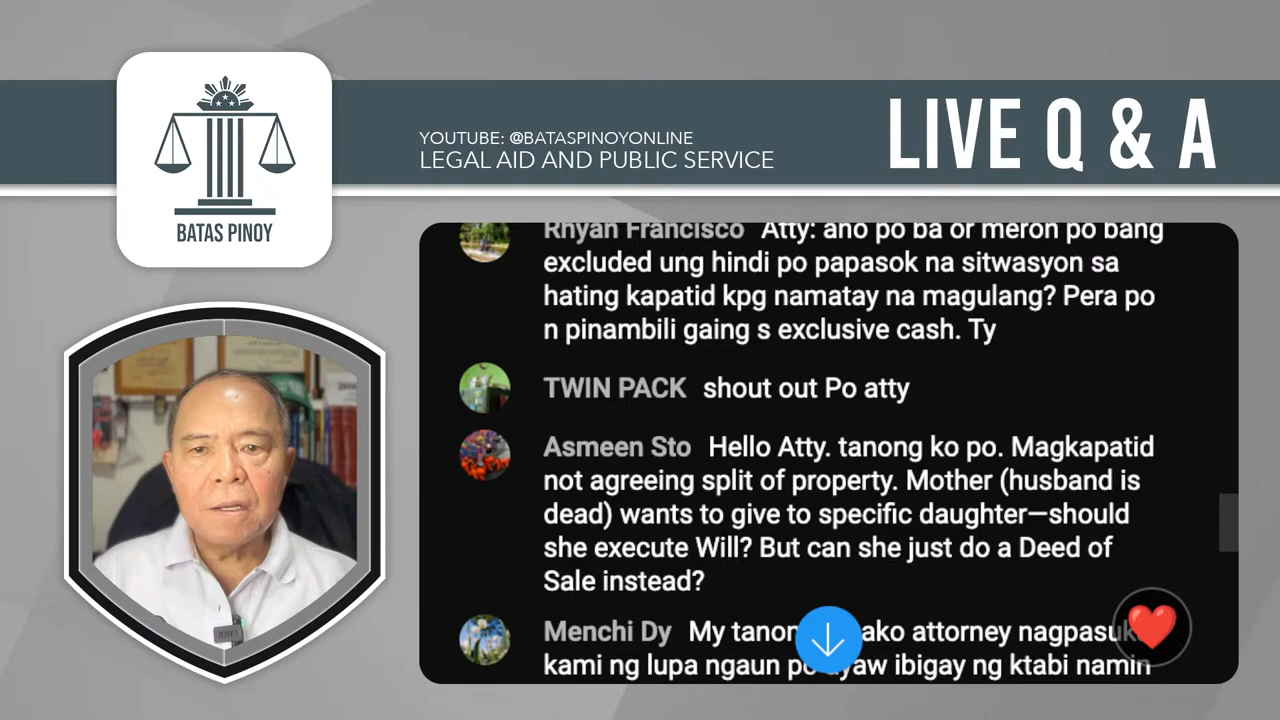 YOUTUBE: @BATASPINOYONLINE
LEGAL AID AND PUBLIC SERVICE
LIVE Q & A
BATAS PINOY
Rhyan Francisco Atty: ano po ba or meron po bang
excluded ung hindi po papasok na sitwasyon sa
hating kapatid kpg namatay na magulang? Pera po
n pinambili gaing s exclusive cash. Ty
TWIN PACK shout out Po atty
Asmeen Sto Hello Atty. tanong ko po. Magkapatid
not agreeing split of property. Mother (husband is
dead) wants to give to specific daughter—should
she execute Will? But can she just do a Deed of
Sale instead?
Menchi Dy My ako attorney
kami ng lupa ngaun ibigay ng ktabi namin